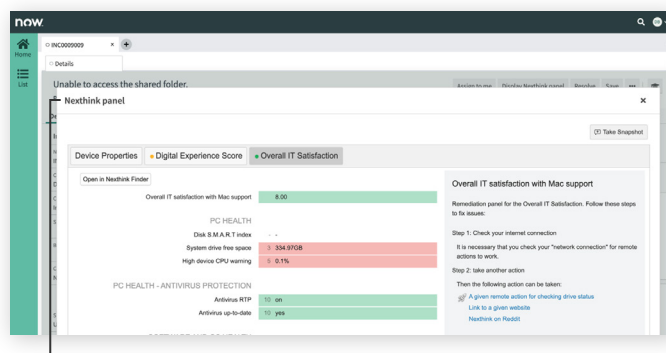 now.
Home
List
INC0009009 × +
Details
Unable to access the shared folder.
Assign to me Display Nexthink panel Resolve Save
Nexthink panel
×
Take Snapshot
Device Properties
Digital Experience Score
Overall IT Satisfaction
Open in Nexthink Finder
Overall IT satisfaction with Mac support 8.00
PC HEALTH
Disk S.M.A.R.T index - -
System drive free space 3 334.97GB
High device CPU warning 0.1%
PC HEALTH - ANTIVIRUS PROTECTION
Antivirus RTP 10 on
Antivirus up-to-date 10 yes
Overall IT satisfaction with Mac support
Remediation panel for the Overall IT Satisfaction. Follow these steps
to fix issues:
Step 1: Check your internet connection
It is necessary that you check your "network connection" for remote
actions to work.
Step 2: take another action
Then the following action can be taken:
A given remote action for checking drive status
Link to a given website
Nexthink on Reddit